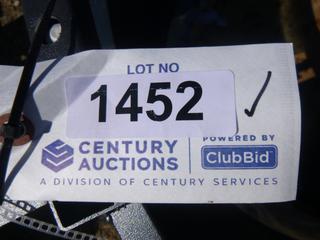 LOT NO
1452
CENTURY AUCTIONS
POWERED BY
ClubBid
A DIVISION OF CENTURY SERVICES